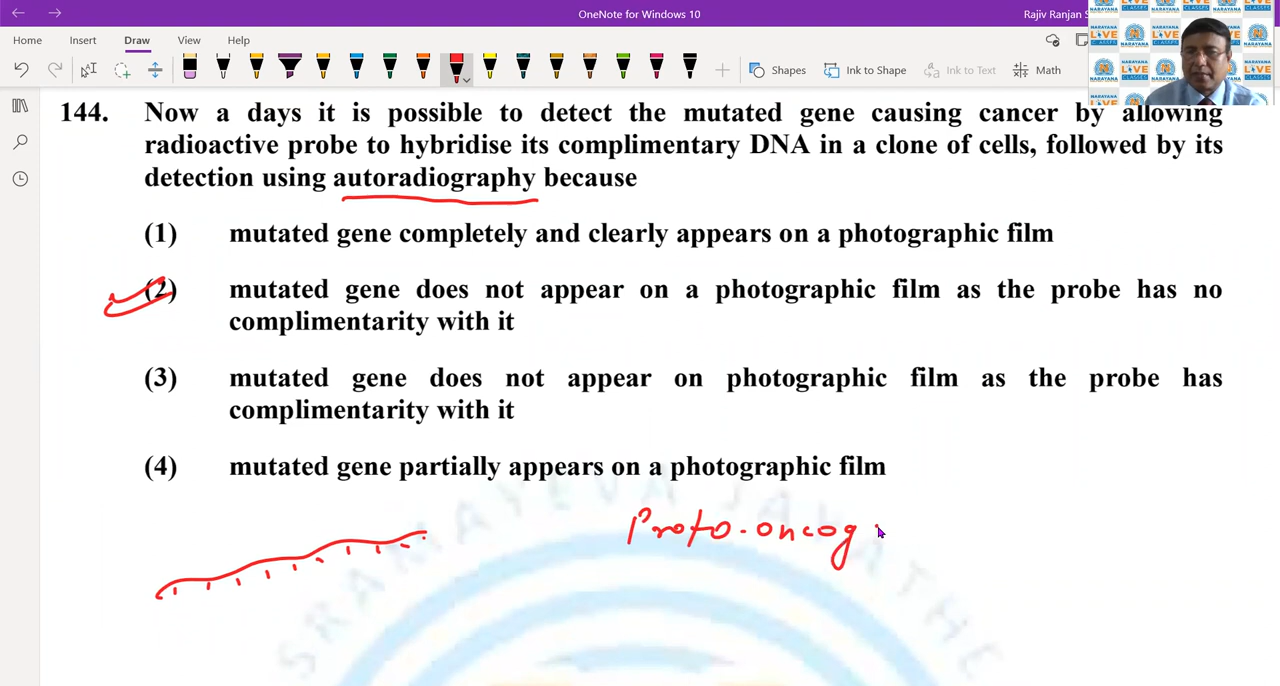 OneNote for Windows 10
Rajiv Ranjan S
Home Insert Draw View Help
Shapes Ink to Shape Ink to Text Math
144. Now a days it is possible to detect the mutated gene causing cancer by allowing
radioactive probe to hybridise its complimentary DNA in a clone of cells, followed by its
detection using autoradiography because
(1) mutated gene completely and clearly appears on a photographic film
(2) mutated gene does not appear on a photographic film as the probe has no
complimentarity with it
(3) mutated gene does not appear on photographic film as the probe has
complimentarity with it
(4) mutated gene partially appears on a photographic film
Proto-oncog
SRAMAYEVA JAYATHE